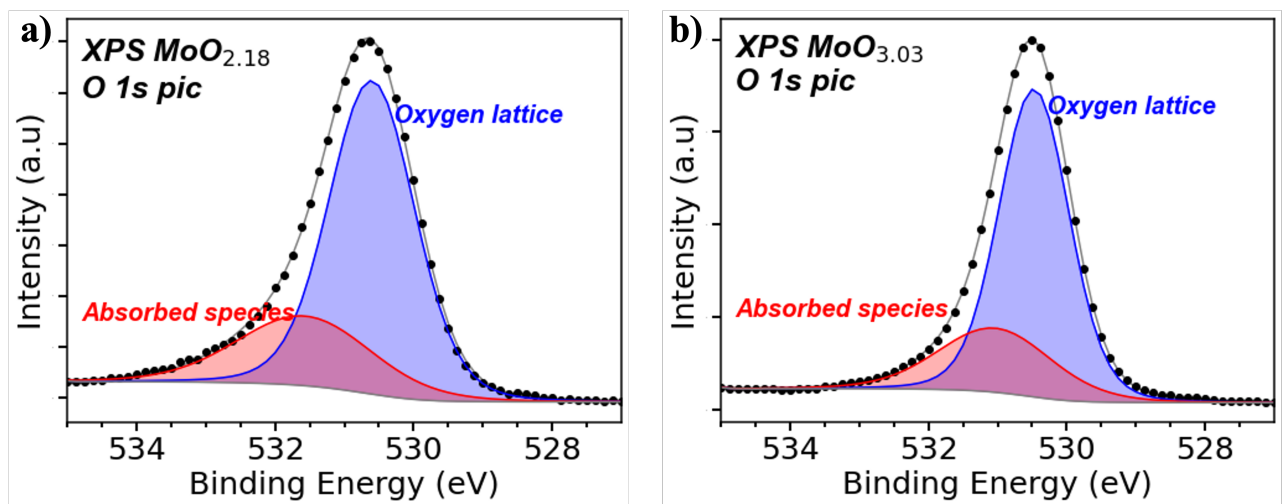 a)
XPS MoO₂.₁₈
O 1s pic
Oxygen lattice
Absorbed species
Intensity (a.u)
534 532 530 528
Binding Energy (eV)
b)
XPS MoO₃.₀₃
O 1s pic
Oxygen lattice
Absorbed species
Intensity (a.u)
534 532 530 528
Binding Energy (eV)